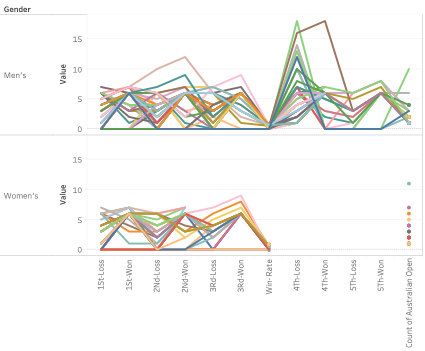 Gender
Men's
Value
15
10
5
0
Women's
Value
15
10
5
0
1St-Loss
1St-Won
2Nd-Loss
2Nd-Won
3Rd-Loss
3Rd-Won
Win- Rate
4Th-Loss
4Th-Won
5Th-Loss
5Th-Won
Count of Australian Open